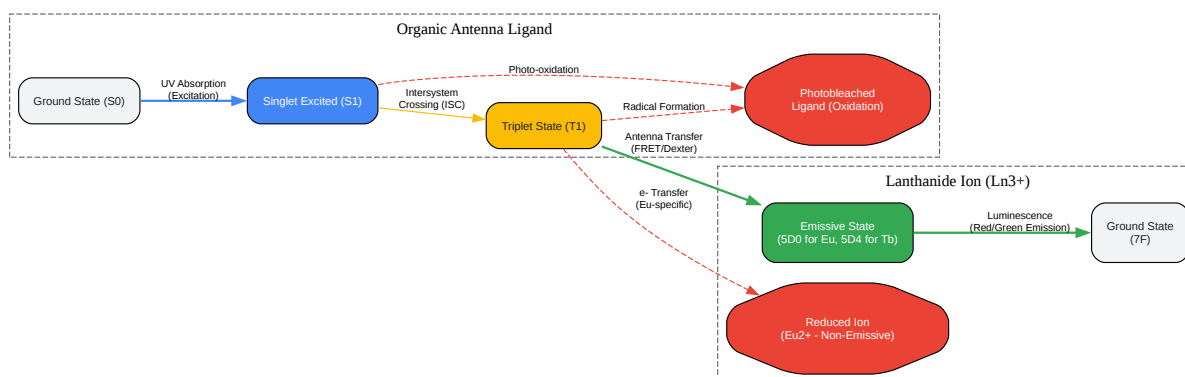 Organic Antenna Ligand
Ground State (S0)
UV Absorption
(Excitation)
Singlet Excited (S1)
Photo-oxidation
Intersystem
Crossing (ISC)
Triplet State (T1)
Radical Formation
Photobleached
Ligand (Oxidation)
Antenna Transfer
(FRET/Dexter)
e- Transfer
(Eu-specific)
Lanthanide Ion (Ln3+)
Emissive State
(5D0 for Eu, 5D4 for Tb)
Luminescence
(Red/Green Emission)
Ground State
(7F)
Reduced Ion
(Eu2+ - Non-Emissive)